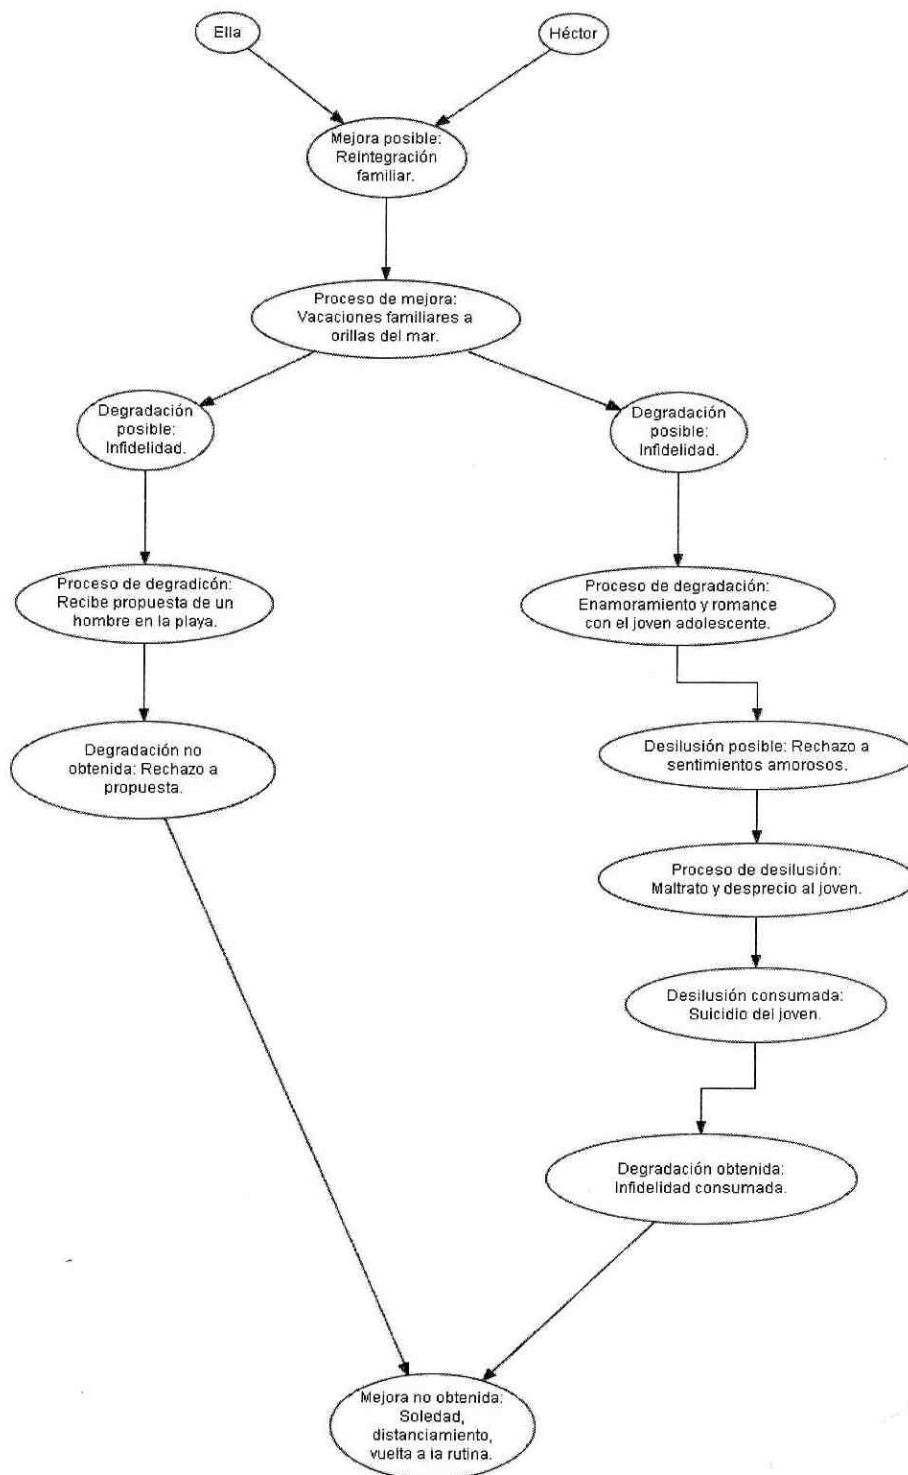 Ella
Héctor
Mejora posible:
Reintegración
familiar.
Proceso de mejora:
Vacaciones familiares a
orillas del mar.
Degradación
posible:
Infidelidad.
Degradación
posible:
Infidelidad.
Proceso de degradicón:
Recibe propuesta de un
hombre en la playa.
Proceso de degradación:
Enamoramiento y romance
con el joven adolescente.
Degradación no
obtenida: Rechazo a
propuesta.
Desilusión posible: Rechazo a
sentimientos amorosos.
Proceso de desilusión:
Maltrato y desprecio al joven.
Desilusión consumada:
Suicidio del joven.
Degradación obtenida:
Infidelidad consumada.
Mejora no obtenida:
Soledad,
distanciamiento,
vuelta a la rutina.